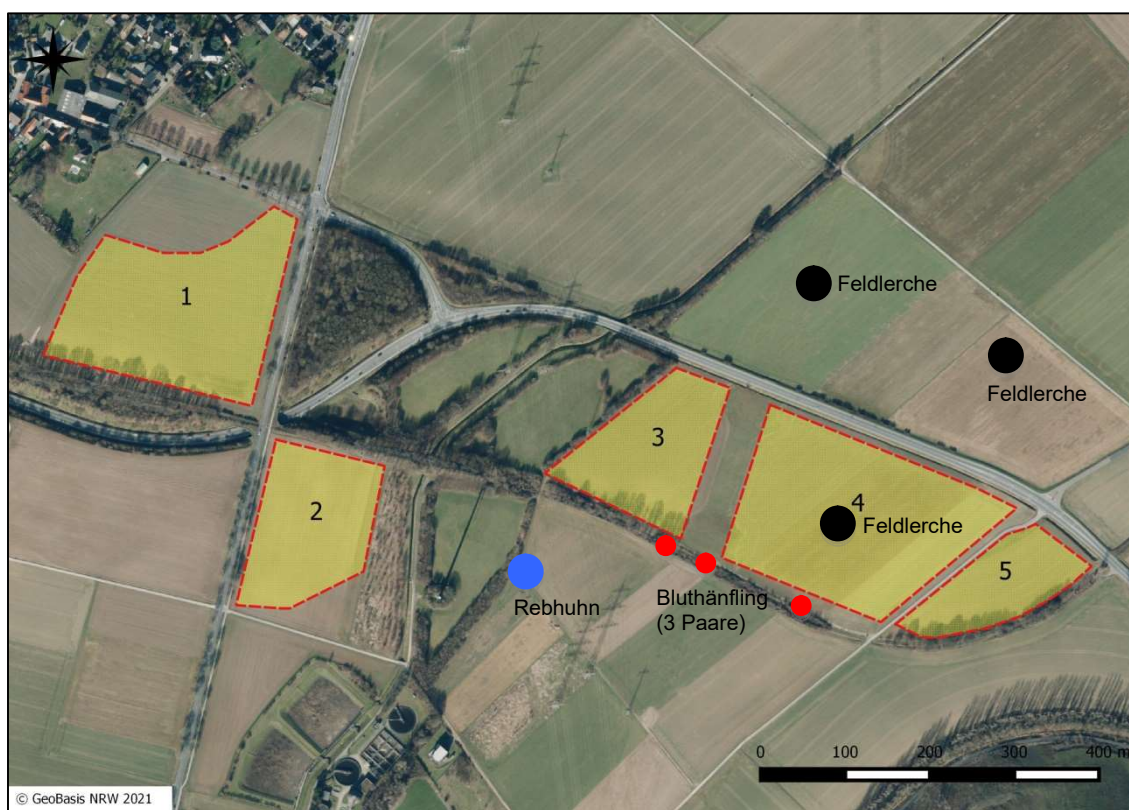 1
Feldlerche
Feldlerche
3
2
4
Feldlerche
5
Rebhuhn
Bluthänfling
(3 Paare)
0 100 200 300 400 m
© GeoBasis NRW 2021